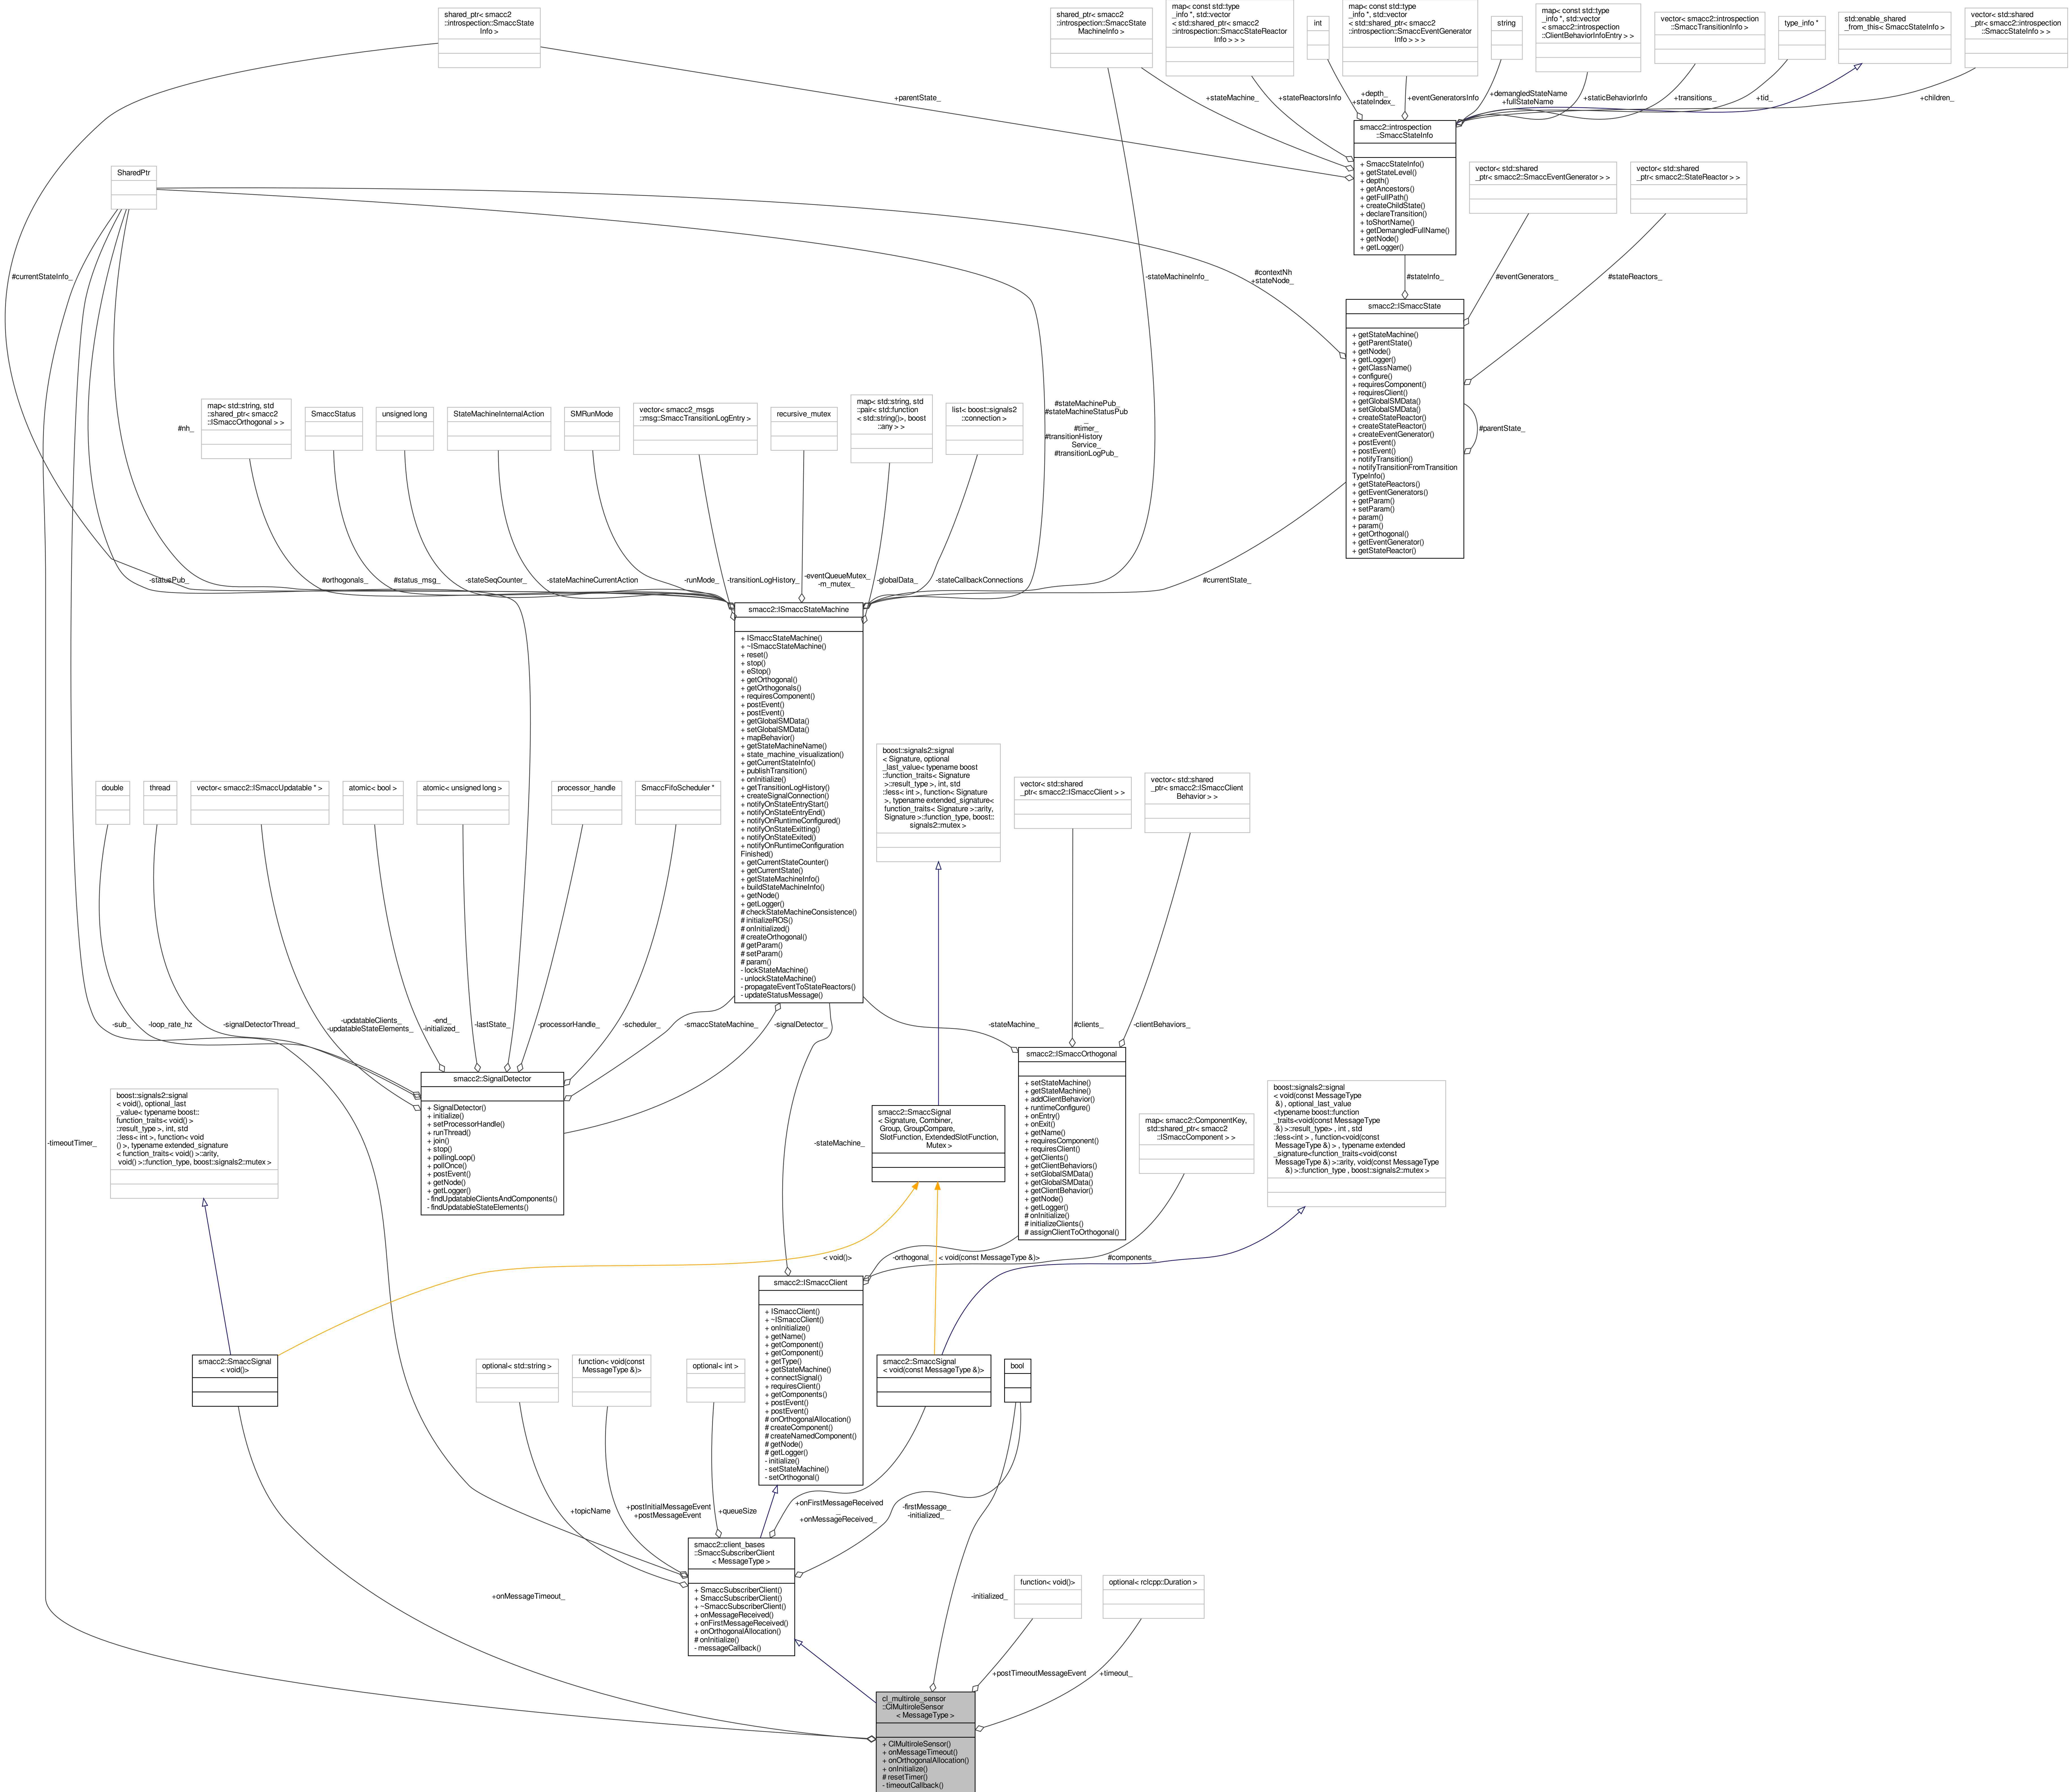 shared_ptr< smacc2
::introspection::SmaccState
Info >
shared_ptr< smacc2
::introspection::SmaccState
MachineInfo >
map< const std::type
_info *, std::vector
< std::shared_ptr< smacc2
::introspection::SmaccStateReactor
Info > > >
int
map< const std::type
_info *, std::vector
< std::shared_ptr< smacc2
::introspection::SmaccEventGenerator
Info > > >
string
map< const std::type
_info *, std::vector
< smacc2::introspection
::ClientBehaviorInfoEntry > >
vector< smacc2::introspection
::SmaccTransitionInfo >
type_info *
std::enable_shared
_from_this< SmaccStateInfo >
vector< std::shared
_ptr< smacc2::introspection
::SmaccStateInfo > >
+parentState_
+stateMachine_
+stateReactorsInfo
+depth_
+stateIndex_
+eventGeneratorsInfo
+demangledStateName
+fullStateName
+staticBehaviorInfo
+transitions_
+tid_
+children_
smacc2::introspection
::SmaccStateInfo
+ SmaccStateInfo()
+ getStateLevel()
+ depth()
+ getAncestors()
+ getFullPath()
+ createChildState()
+ declareTransition()
+ toShortName()
+ getDemangledFullName()
+ getNode()
+ getLogger()
SharedPtr
vector< std::shared
_ptr< smacc2::SmaccEventGenerator > >
vector< std::shared
_ptr< smacc2::StateReactor > >
#currentStateInfo_
-stateMachineInfo_
#contextNh
+stateNode_
#stateInfo_
#eventGenerators_
#stateReactors_
smacc2::ISmaccState
+ getStateMachine()
+ getParentState()
+ getNode()
+ getLogger()
+ getClassName()
+ configure()
+ requiresComponent()
+ requiresClient()
+ getGlobalSMData()
+ setGlobalSMData()
+ createStateReactor()
+ createStateReactor()
+ createEventGenerator()
+ postEvent()
+ postEvent()
+ notifyTransition()
+ notifyTransitionFromTransition
TypeInfo()
+ getStateReactors()
+ getEventGenerators()
+ getParam()
+ setParam()
+ param()
+ param()
+ getOrthogonal()
+ getEventGenerator()
+ getStateReactor()
#parentState_
#nh_
map< std::string, std
::shared_ptr< smacc2
::ISmaccOrthogonal > >
SmaccStatus
unsigned long
StateMachineInternalAction
SMRunMode
vector< smacc2_msgs
::msg::SmaccTransitionLogEntry >
recursive_mutex
map< std::string, std
::pair< std::function
< std::string()>, boost
::any > >
list< boost::signals2
::connection >
#stateMachinePub_
#stateMachineStatusPub
_
#timer_
#transitionHistory
Service_
#transitionLogPub_
-statusPub_
#orthogonals_
#status_msg_
-stateSeqCounter_
-stateMachineCurrentAction
-runMode_
-transitionLogHistory_
-eventQueueMutex_
-m_mutex_
-globalData_
-stateCallbackConnections
#currentState_
smacc2::ISmaccStateMachine
+ ISmaccStateMachine()
+ ~ISmaccStateMachine()
+ reset()
+ stop()
+ eStop()
+ getOrthogonal()
+ getOrthogonals()
+ requiresComponent()
+ postEvent()
+ postEvent()
+ getGlobalSMData()
+ setGlobalSMData()
+ mapBehavior()
+ getStateMachineName()
+ state_machine_visualization()
+ getCurrentStateInfo()
+ publishTransition()
+ onInitialize()
+ getTransitionLogHistory()
+ createSignalConnection()
+ notifyOnStateEntryStart()
+ notifyOnStateEntryEnd()
+ notifyOnRuntimeConfigured()
+ notifyOnStateExitting()
+ notifyOnStateExited()
+ notifyOnRuntimeConfiguration
Finished()
+ getCurrentStateCounter()
+ getCurrentState()
+ getStateMachineInfo()
+ buildStateMachineInfo()
+ getNode()
+ getLogger()
# checkStateMachineConsistence()
# initializeROS()
# onInitialized()
# createOrthogonal()
# getParam()
# setParam()
# param()
- lockStateMachine()
- unlockStateMachine()
- propagateEventToStateReactors()
- updateStatusMessage()
double
thread
vector< smacc2::ISmaccUpdatable * >
atomic< bool >
atomic< unsigned long >
processor_handle
SmaccFifoScheduler *
boost::signals2::signal
< Signature, optional
_last_value< typename boost
::function_traits< Signature
>::result_type >, int, std
::less< int >, function< Signature
>, typename extended_signature<
function_traits< Signature >::arity,
Signature >::function_type, boost::
signals2::mutex >
vector< std::shared
_ptr< smacc2::ISmaccClient > >
vector< std::shared
_ptr< smacc2::ISmaccClient
Behavior > >
-sub_
-loop_rate_hz
-signalDetectorThread_
-updatableClients_
-updatableStateElements_
-end_
-initialized_
-lastState_
-processorHandle_
-scheduler_
-smaccStateMachine_
-signalDetector_
-stateMachine_
#clients_
-clientBehaviors_
smacc2::SignalDetector
+ SignalDetector()
+ initialize()
+ setProcessorHandle()
+ runThread()
+ join()
+ stop()
+ pollingLoop()
+ pollOnce()
+ postEvent()
+ getNode()
+ getLogger()
- findUpdatableClientsAndComponents()
- findUpdatableStateElements()
smacc2::ISmaccOrthogonal
+ setStateMachine()
+ getStateMachine()
+ addClientBehavior()
+ runtimeConfigure()
+ onEntry()
+ onExit()
+ getName()
+ requiresComponent()
+ requiresClient()
+ getClients()
+ getClientBehaviors()
+ setGlobalSMData()
+ getGlobalSMData()
+ getClientBehavior()
+ getNode()
+ getLogger()
# onInitialize()
# initializeClients()
# assignClientToOrthogonal()
boost::signals2::signal
< void(), optional_last
_value< typename boost::
function_traits< void() >
::result_type >, int, std
::less< int >, function< void
() >, typename extended_signature
< function_traits< void() >::arity,
void() >::function_type, boost::signals2::mutex >
smacc2::SmaccSignal
< Signature, Combiner,
Group, GroupCompare,
SlotFunction, ExtendedSlotFunction,
Mutex >
map< smacc2::ComponentKey,
std::shared_ptr< smacc2
::ISmaccComponent > >
boost::signals2::signal
< void(const MessageType
&) , optional_last_value
<typename boost::function
_traits<void(const MessageType
&) >::result_type> , int , std
::less<int > , function<void(const
MessageType &) > , typename extended
_signature<function_traits<void(const
MessageType &) >::arity, void(const MessageType
&) >::function_type , boost::signals2::mutex >
-timeoutTimer_
-stateMachine_
< void()>
-orthogonal_
< void(const MessageType &)>
#components_
smacc2::ISmaccClient
+ ISmaccClient()
+ ~ISmaccClient()
+ onInitialize()
+ getName()
+ getComponent()
+ getComponent()
+ getType()
+ getStateMachine()
+ connectSignal()
+ requiresClient()
+ getComponents()
+ postEvent()
+ postEvent()
# onOrthogonalAllocation()
# createComponent()
# createNamedComponent()
# getNode()
# getLogger()
- initialize()
- setStateMachine()
- setOrthogonal()
smacc2::SmaccSignal
< void()>
optional< std::string >
function< void(const
MessageType &)>
optional< int >
smacc2::SmaccSignal
< void(const MessageType &)>
bool
+topicName
+postInitialMessageEvent
+postMessageEvent
+queueSize
+onFirstMessageReceived
_
+onMessageReceived_
-firstMessage_
-initialized_
smacc2::client_bases
::SmaccSubscriberClient
< MessageType >
+ SmaccSubscriberClient()
+ SmaccSubscriberClient()
+ ~SmaccSubscriberClient()
+ onMessageReceived()
+ onFirstMessageReceived()
+ onOrthogonalAllocation()
# onInitialize()
- messageCallback()
+onMessageTimeout_
-initialized_
function< void()>
optional< rclcpp::Duration >
+postTimeoutMessageEvent
+timeout_
cl_multirole_sensor
::ClMultiroleSensor
< MessageType >
+ ClMultiroleSensor()
+ onMessageTimeout()
+ onOrthogonalAllocation()
+ onInitialize()
# resetTimer()
- timeoutCallback()